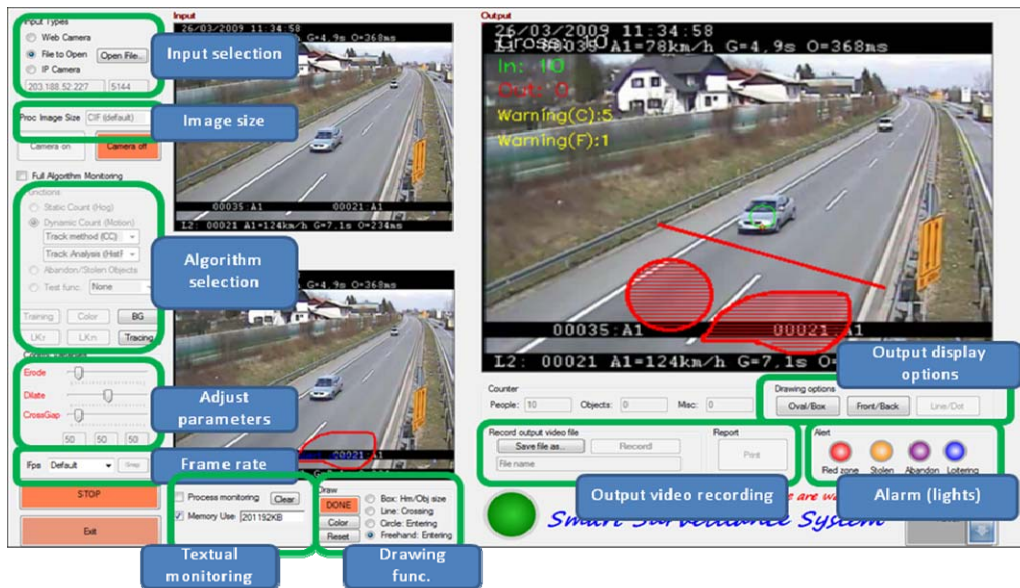 Input Types
Web Camera
File to Open
Open File...
IP Camera
203.188.52.227
5144
Input selection
Proc Image Size
CIF (default)
Image size
Camera on
Camera off
Full Algorithm Monitoring
Functions
Static Count (Hog)
Dynamic Count (Motion)
Track method (CC)
Track Analysis (Hist)
Abandon/Stolen Objects
Test func.
None
Training
Color
BG
LKr
LKn
Tracing
Algorithm
selection
Erode
Dilate
CrossGap
50
50
50
Adjust
parameters
Fps
Default
Frame rate
STOP
Exit
Input
26/03/2009 11:34:58
G=4,9s O=368ms
00035:A1
00021:A1
L2: 00021 A1=124km/h G=7,1s O=234ms
G=4,9s O=368ms
Process monitoring
Clear
Memory Use
201192KB
Textual
monitoring
Draw
DONE
Color
Reset
Box: Hm/Obj size
Line: Crossing
Circle: Entering
Freehand: Entering
Drawing
func.
Output
26/03/2009 11:34:58
Cross: 10
A1=78km/h G=4,9s O=368ms
In: 10
Out: 0
Warning(C):5
Warning(F):1
00035:A1
00021:A1
L2: 00021 A1=124km/h G=7,1s
Output display
options
Counter
People:
10
Objects:
0
Misc:
0
Drawing options
Oval/Box
Front/Back
Line/Dot
Record output video file
Save file as...
Record
File name
Report
Print
Output video recording
Alert
Red zone
Stolen
Abandon
Loitering
Alarm (lights)
Smart Surveillance System